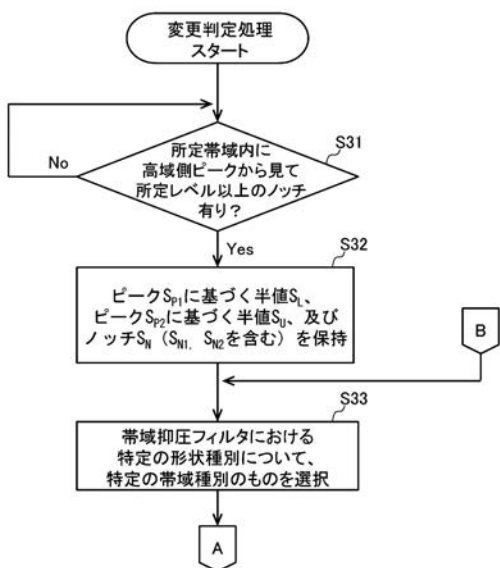 変更判定処理
スタート
S31
所定帯域内に
高域側ピークから見て
所定レベル以上のノッチ
有り?
No
Yes
S32
ピークSP1に基づく半値SL、
ピークSP2に基づく半値SU、及び
ノッチSN(SN1, SN2を含む)を保持
B
S33
帯域抑圧フィルタにおける
特定の形状種別について、
特定の帯域種別のものを選択
A